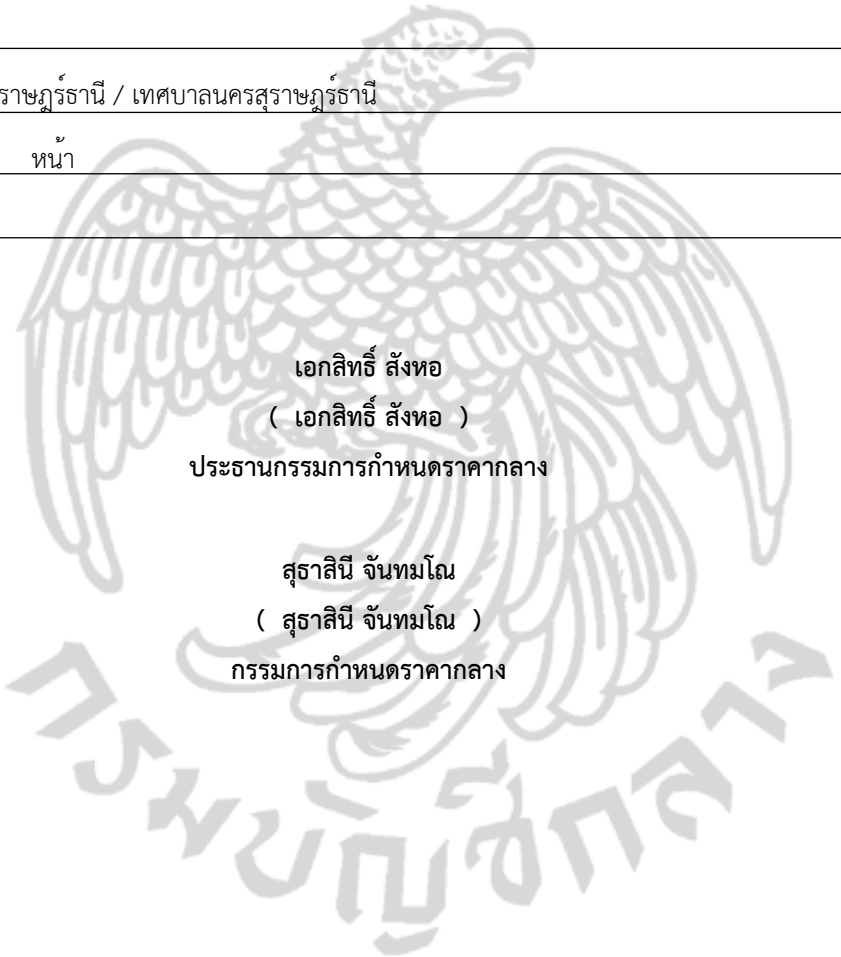 ราษฎร์ธานี / เทศบาลนครสุราษฎร์ธานี
หน้า
เอกสิทธิ์ สังหอ
( เอกสิทธิ์ สังหอ )
ประธานกรรมการกำหนดราคากลาง
สุธาสินี จันทมโณ
( สุธาสินี จันทมโณ )
กรรมการกำหนดราคากลาง
กรมบัญชีกลาง